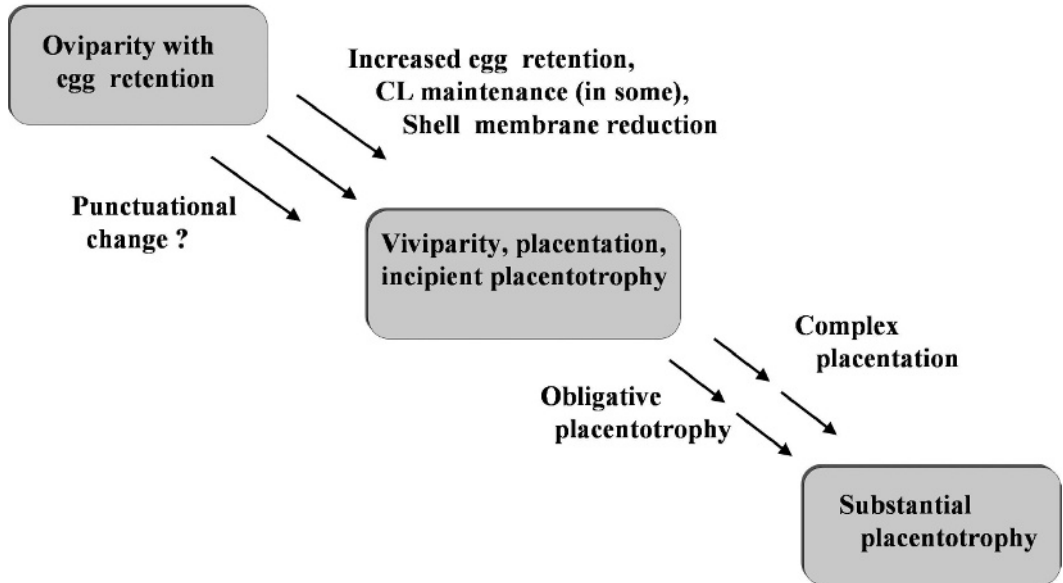 Oviparity with
egg retention
Increased egg retention,
CL maintenance (in some),
Shell membrane reduction
Punctuational
change ?
Viviparity, placentation,
incipient placentotrophy
Complex
placentation
Obligative
placentotrophy
Substantial
placentotrophy